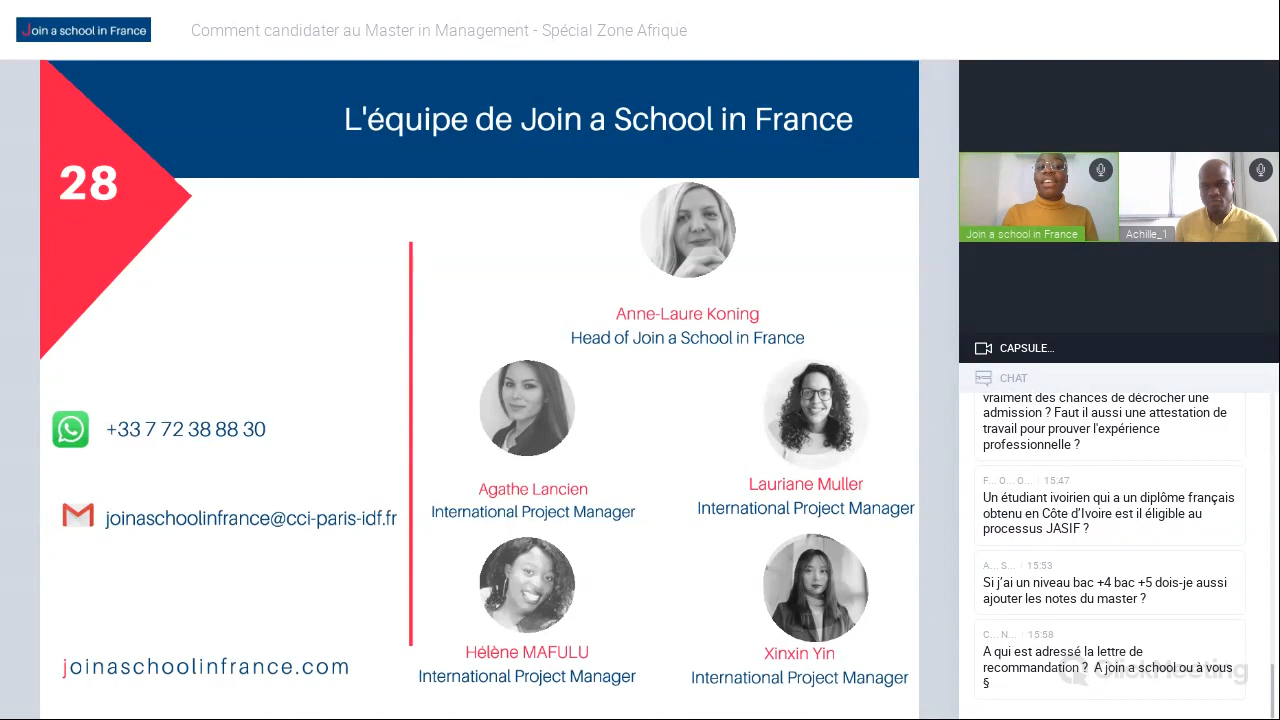 Join a school in France
Comment candidater au Master in Management - Spécial Zone Afrique
28
L'équipe de Join a School in France
Anne-Laure Koning
Head of Join a School in France
Agathe Lancien
International Project Manager
Lauriane Muller
International Project Manager
Hélène MAFULU
International Project Manager
Xinxin Yin
International Project Manager
+33 7 72 38 88 30
joinaschoolinfrance@cci-paris-idf.fr
joinaschoolinfrance.com
Join a school in France
Achille_1
CAPSULE...
CHAT
vraiment des chances de décrocher une
admission ? Faut il aussi une attestation de
travail pour prouver l'expérience
professionnelle ?
F... O... O... 15:47
Un étudiant ivoirien qui a un diplôme français
obtenu en Côte d'Ivoire est il éligible au
processus JASIF ?
A... S... 15:53
Si j'ai un niveau bac +4 bac +5 dois-je aussi
ajouter les notes du master ?
C... N... 15:58
A qui est adressé la lettre de
recommandation ? A join a school ou à vous
§
ClickMeeting